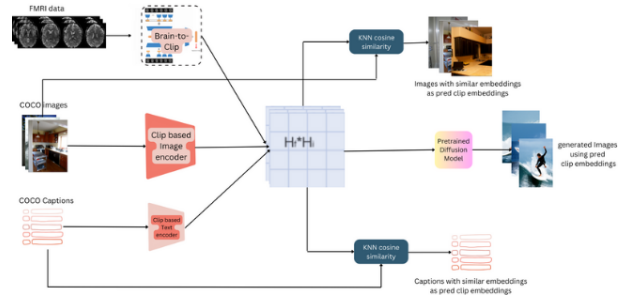 FMRI data
Brain-to-
Clip
KNN cosine
similarity
Images with similar embeddings
as pred clip embeddings
COCO images
Clip based
Image
encoder
Pretrained
Diffusion
Model
generated Images
using pred
clip embeddings
COCO Captions
Clip based
Text
encoder
KNN cosine
similarity
Captions with similar embeddings
as pred clip embeddings